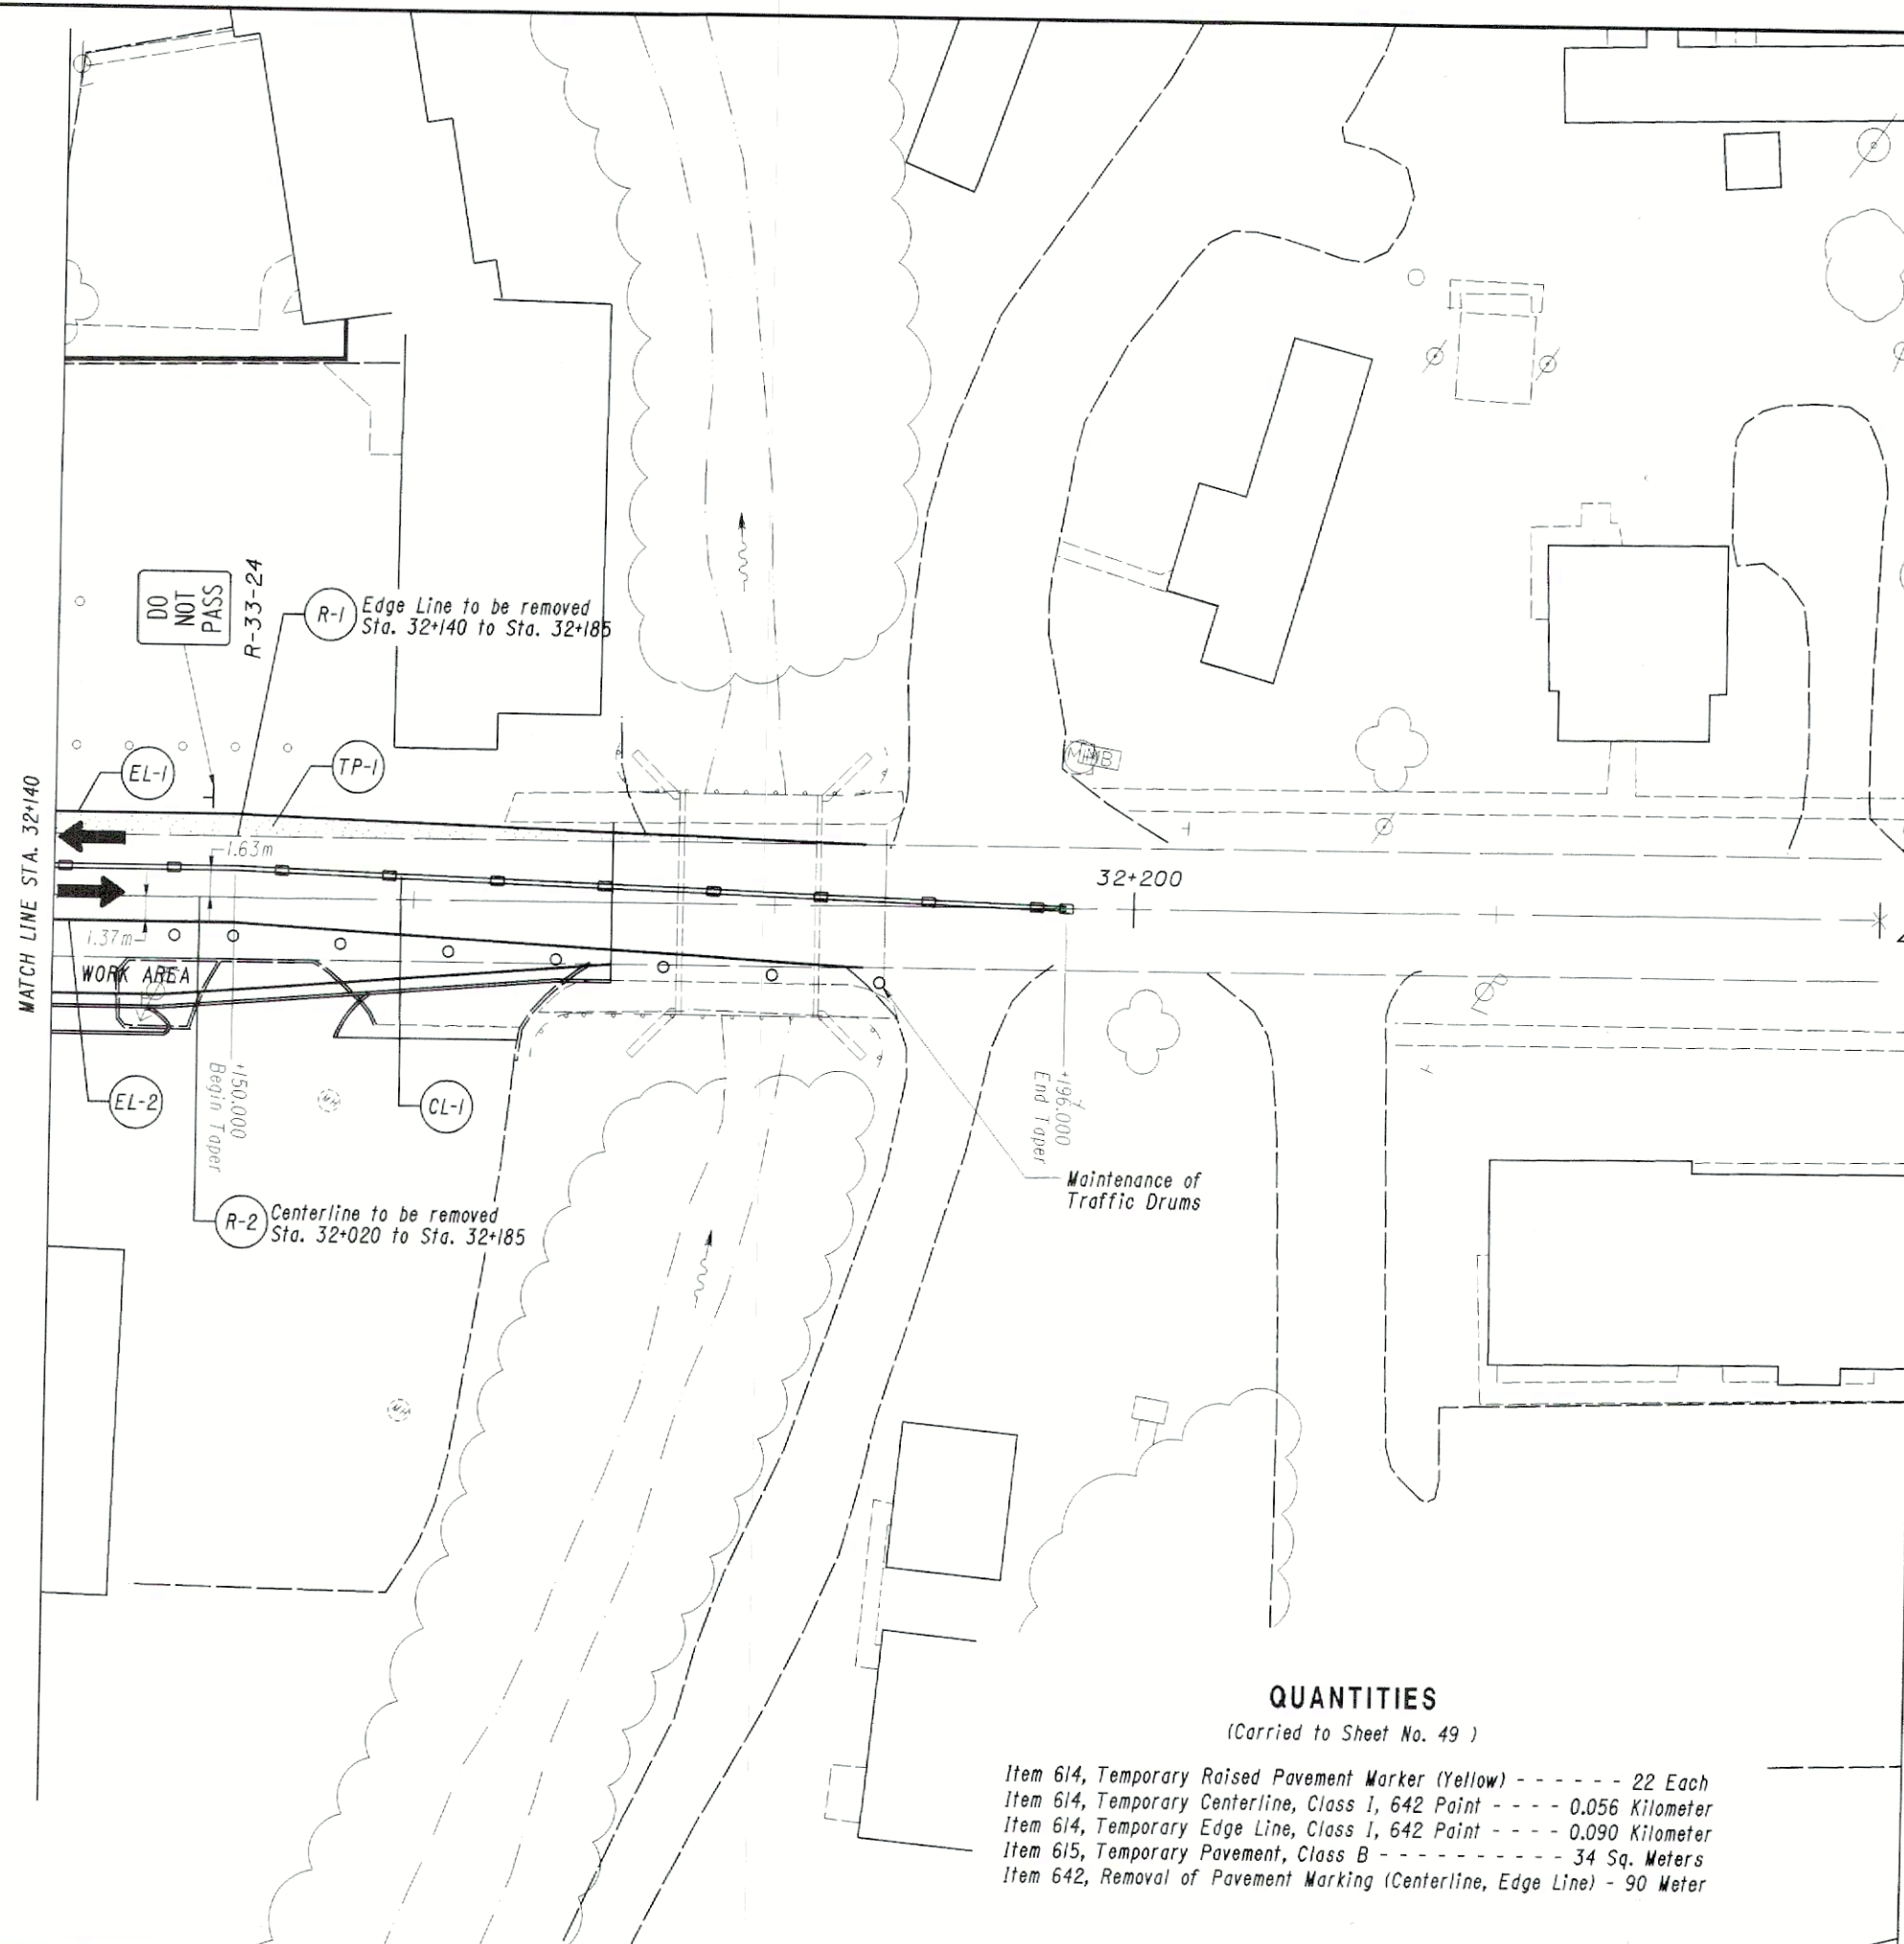 DO
NOT
PASS
R-33-24
R-1
Edge Line to be removed
Sta. 32+140 to Sta. 32+185
EL-1
TP-1
MATCH LINE STA. 32+140
1.63m
1.37m
WORK AREA
32+200
EL-2
+150.000
Begin Taper
MH
CL-1
+196.000
End Taper
Maintenance of
Traffic Drums
R-2
Centerline to be removed
Sta. 32+020 to Sta. 32+185
MH
QUANTITIES
(Carried to Sheet No. 49 )
Item 614, Temporary Raised Pavement Marker (Yellow) - - - - - - 22 Each
Item 614, Temporary Centerline, Class I, 642 Paint - - - - 0.056 Kilometer
Item 614, Temporary Edge Line, Class I, 642 Paint - - - - 0.090 Kilometer
Item 615, Temporary Pavement, Class B - - - - - - - - - - 34 Sq. Meters
Item 642, Removal of Pavement Marking (Centerline, Edge Line) - 90 Meter